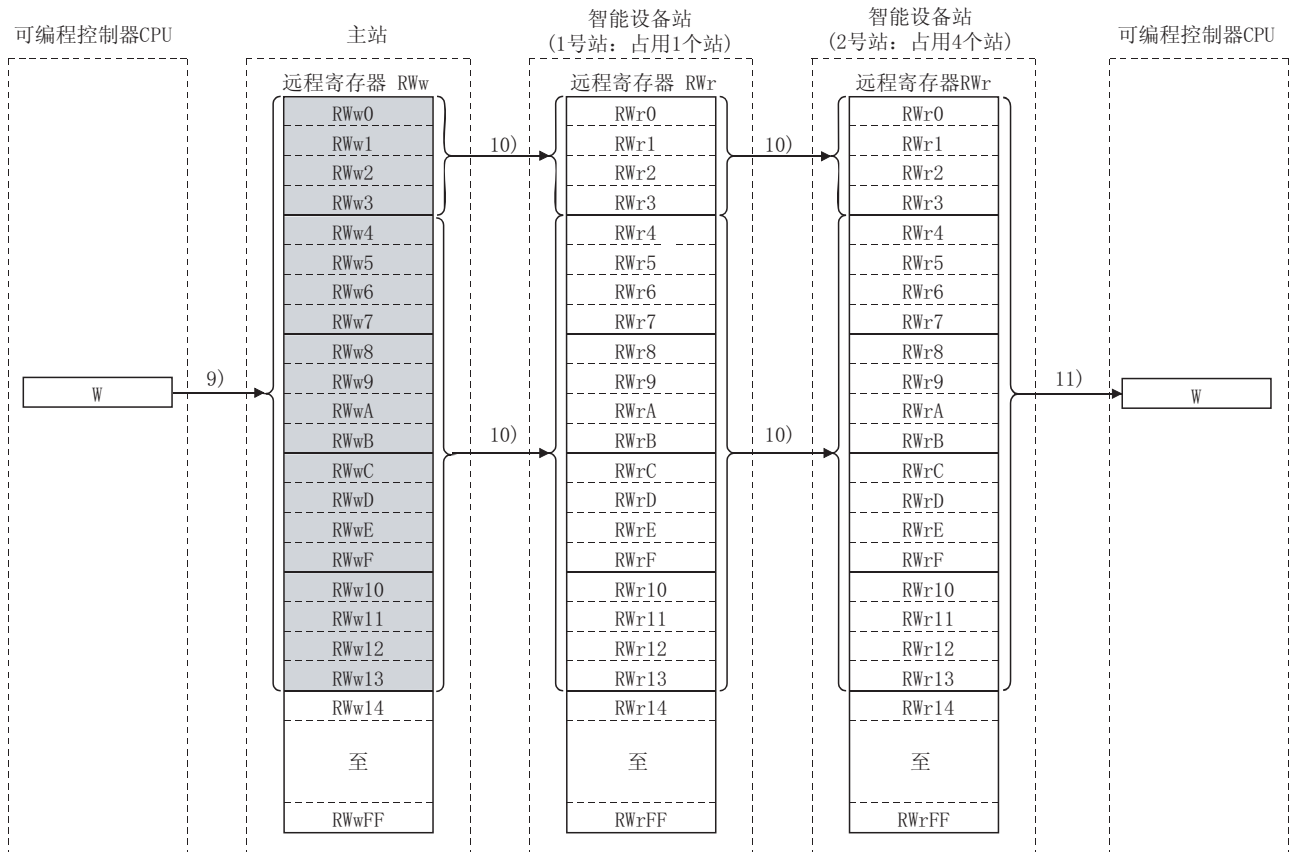 可编程控制器CPU
主站
智能设备站
(1号站: 占用1个站)
智能设备站
(2号站: 占用4个站)
可编程控制器CPU
远程寄存器 RWw
RWw0
RWw1
RWw2
RWw3
RWw4
RWw5
RWw6
RWw7
RWw8
RWw9
RWwA
RWwB
RWwC
RWwD
RWwE
RWwF
RWw10
RWw11
RWw12
RWw13
RWw14
至
RWwFF
远程寄存器 RWr
RWr0
RWr1
RWr2
RWr3
RWr4
RWr5
RWr6
RWr7
RWr8
RWr9
RWrA
RWrB
RWrC
RWrD
RWrE
RWrF
RWr10
RWr11
RWr12
RWr13
RWr14
至
RWrFF
远程寄存器RWr
RWr0
RWr1
RWr2
RWr3
RWr4
RWr5
RWr6
RWr7
RWr8
RWr9
RWrA
RWrB
RWrC
RWrD
RWrE
RWrF
RWr10
RWr11
RWr12
RWr13
RWr14
至
RWrFF
W
9)
10)
10)
10)
10)
11)
W